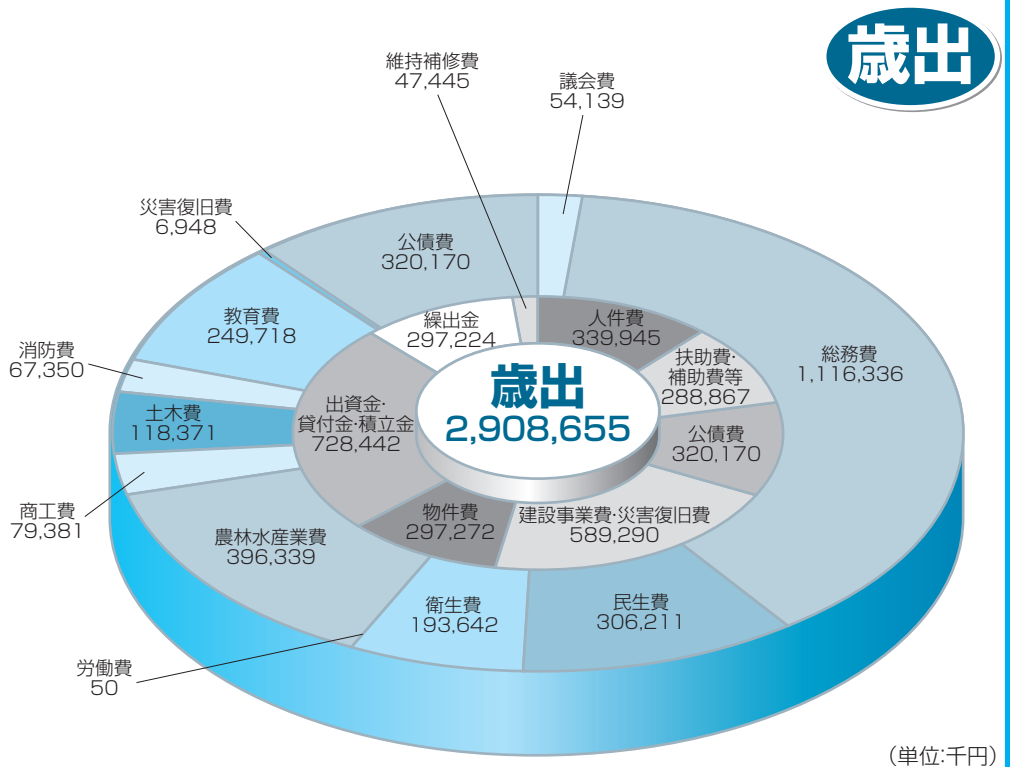 歳出
維持補修費
47,445
議会費
54,139
災害復旧費
6,948
公債費
320,170
教育費
249,718
繰出金
297,224
人件費
339,945
消防費
67,350
扶助費・
補助費等
288,867
総務費
1,116,336
歳出
2,908,655
出資金・
貸付金・積立金
728,442
土木費
118,371
公債費
320,170
商工費
79,381
農林水産業費
396,339
物件費
297,272
建設事業費・災害復旧費
589,290
衛生費
193,642
民生費
306,211
労働費
50
(単位:千円)